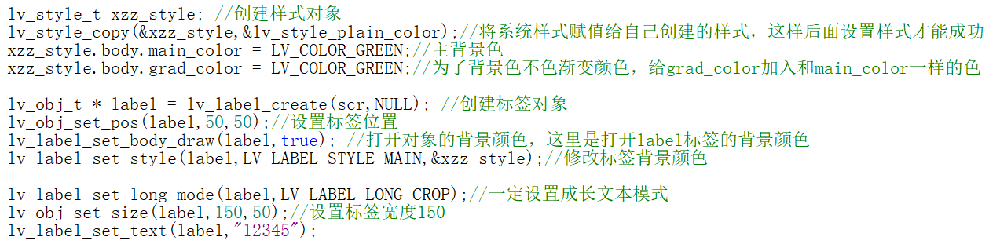 lv_style_t xzz_style; //创建样式对象
lv_style_copy(&xzz_style,&lv_style_plain_color);//将系统样式赋值给自己创建的样式，这样后面设置样式才能成功
xzz_style.body.main_color = LV_COLOR_GREEN;//主背景色
xzz_style.body.grad_color = LV_COLOR_GREEN;//为了背景色不色渐变颜色，给grad_color加入和main_color一样的色
lv_obj_t * label = lv_label_create(scr,NULL); //创建标签对象
lv_obj_set_pos(label,50,50);//设置标签位置
lv_label_set_body_draw(label,true); //打开对象的背景颜色，这里是打开label标签的背景颜色
lv_label_set_style(label,LV_LABEL_STYLE_MAIN,&xzz_style);//修改标签背景颜色
lv_label_set_long_mode(label,LV_LABEL_LONG_CROP);//一定设置成长文本模式
lv_obj_set_size(label,150,50);//设置标签宽度150
lv_label_set_text(label,"12345");